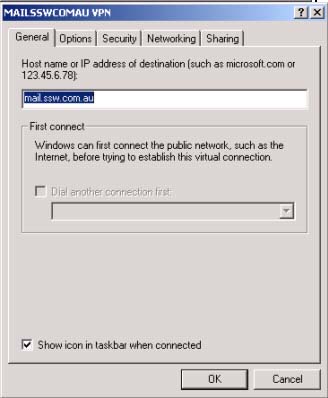 MAILSSWCOMAU VPN
General Options Security Networking Sharing
Host name or IP address of destination (such as microsoft.com or
123.45.6.78):
mail.ssw.com.au
First connect
Windows can first connect the public network, such as the
Internet, before trying to establish this virtual connection.
Dial another connection first:
Show icon in taskbar when connected
OK Cancel